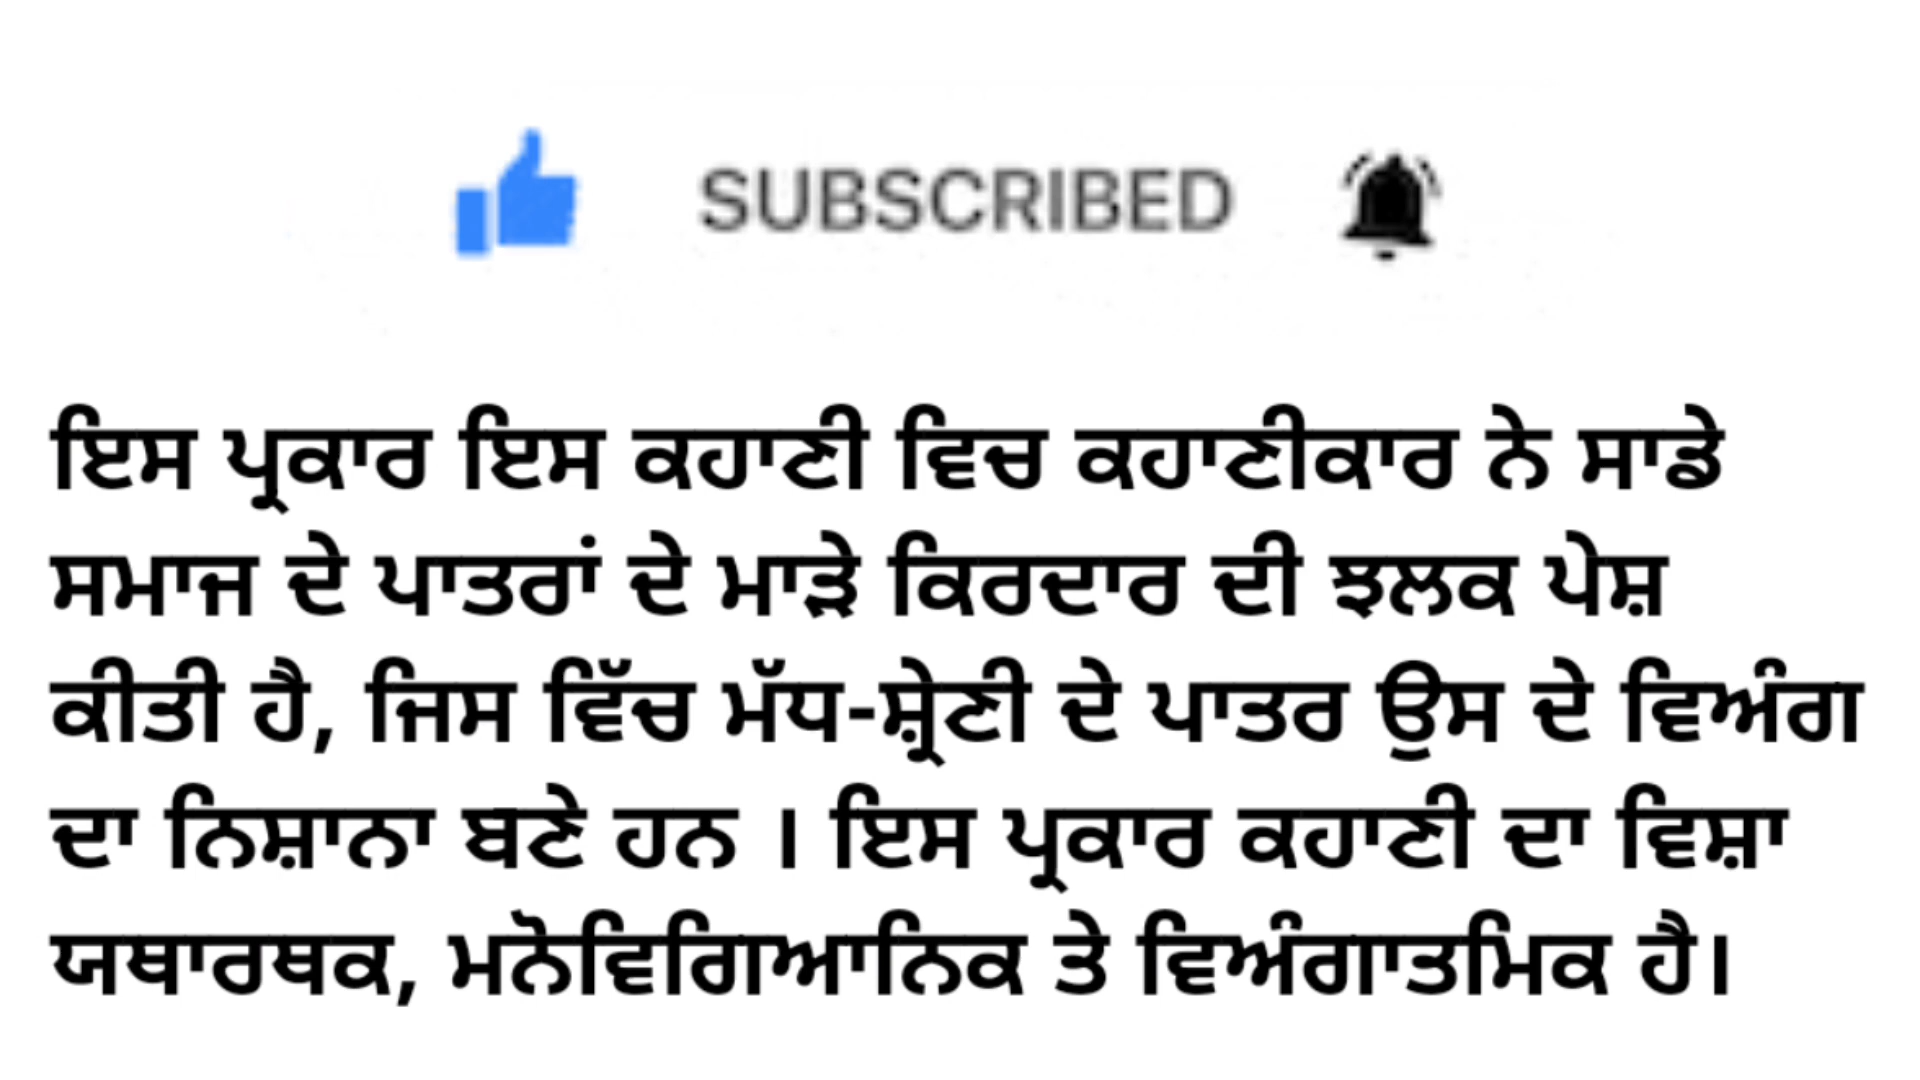 SUBSCRIBED
ਇਸ ਪ੍ਰਕਾਰ ਇਸ ਕਹਾਣੀ ਵਿਚ ਕਹਾਣੀਕਾਰ ਨੇ ਸਾਡੇ
ਸਮਾਜ ਦੇ ਪਾਤਰਾਂ ਦੇ ਮਾੜੇ ਕਿਰਦਾਰ ਦੀ ਝਲਕ ਪੇਸ਼
ਕੀਤੀ ਹੈ, ਜਿਸ ਵਿੱਚ ਮੱਧ-ਸ਼੍ਰੇਣੀ ਦੇ ਪਾਤਰ ਉਸ ਦੇ ਵਿਅੰਗ
ਦਾ ਨਿਸ਼ਾਨਾ ਬਣੇ ਹਨ । ਇਸ ਪ੍ਰਕਾਰ ਕਹਾਣੀ ਦਾ ਵਿਸ਼ਾ
ਯਥਾਰਥਕ, ਮਨੋਵਿਗਿਆਨਿਕ ਤੇ ਵਿਅੰਗਾਤਮਿਕ ਹੈ।